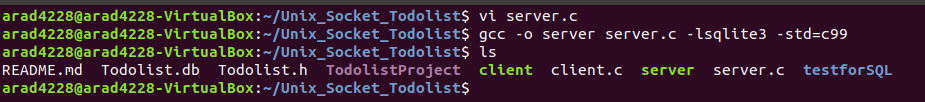 arad4228@arad4228-VirtualBox:~/Unix_Socket_Todolist$ vi server.c
arad4228@arad4228-VirtualBox:~/Unix_Socket_Todolist$ gcc -o server server.c -lsqlite3 -std=c99
arad4228@arad4228-VirtualBox:~/Unix_Socket_Todolist$ ls
README.md Todolist.db Todolist.h TodolistProject client client.c server server.c testforSQL
arad4228@arad4228-VirtualBox:~/Unix_Socket_Todolist$